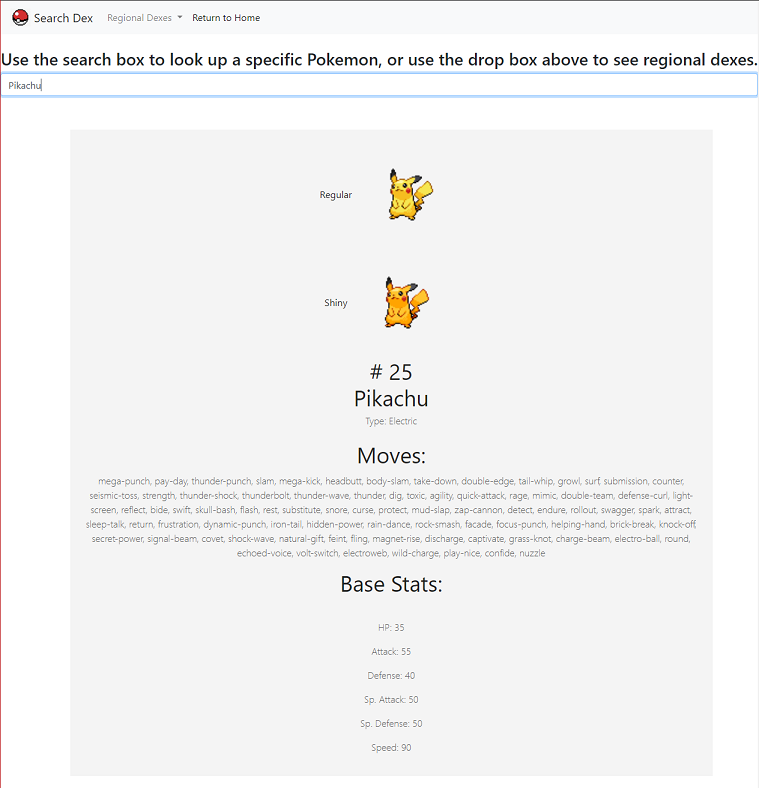 Search Dex Regional Dexes Return to Home
Use the search box to look up a specific Pokemon, or use the drop box above to see regional dexes.
Pikachu
Regular
Shiny
# 25
Pikachu
Type: Electric
Moves:
mega-punch, pay-day, thunder-punch, slam, mega-kick, headbutt, body-slam, take-down, double-edge, tail-whip, growl, surf, submission, counter,
seismic-toss, strength, thunder-shock, thunderbolt, thunder-wave, thunder, dig, toxic, agility, quick-attack, rage, mimic, double-team, defense-curl, light-
screen, reflect, bide, swift, skull-bash, flash, rest, substitute, snore, curse, protect, mud-slap, zap-cannon, detect, endure, rollout, swagger, spark, attract,
sleep-talk, return, frustration, dynamic-punch, iron-tail, hidden-power, rain-dance, rock-smash, facade, focus-punch, helping-hand, brick-break, knock-off,
secret-power, signal-beam, covet, shock-wave, natural-gift, feint, fling, magnet-rise, discharge, captivate, grass-knot, charge-beam, electro-ball, round,
echoed-voice, volt-switch, electroweb, wild-charge, play-nice, confide, nuzzle
Base Stats:
HP: 35
Attack: 55
Defense: 40
Sp. Attack: 50
Sp. Defense: 50
Speed: 90